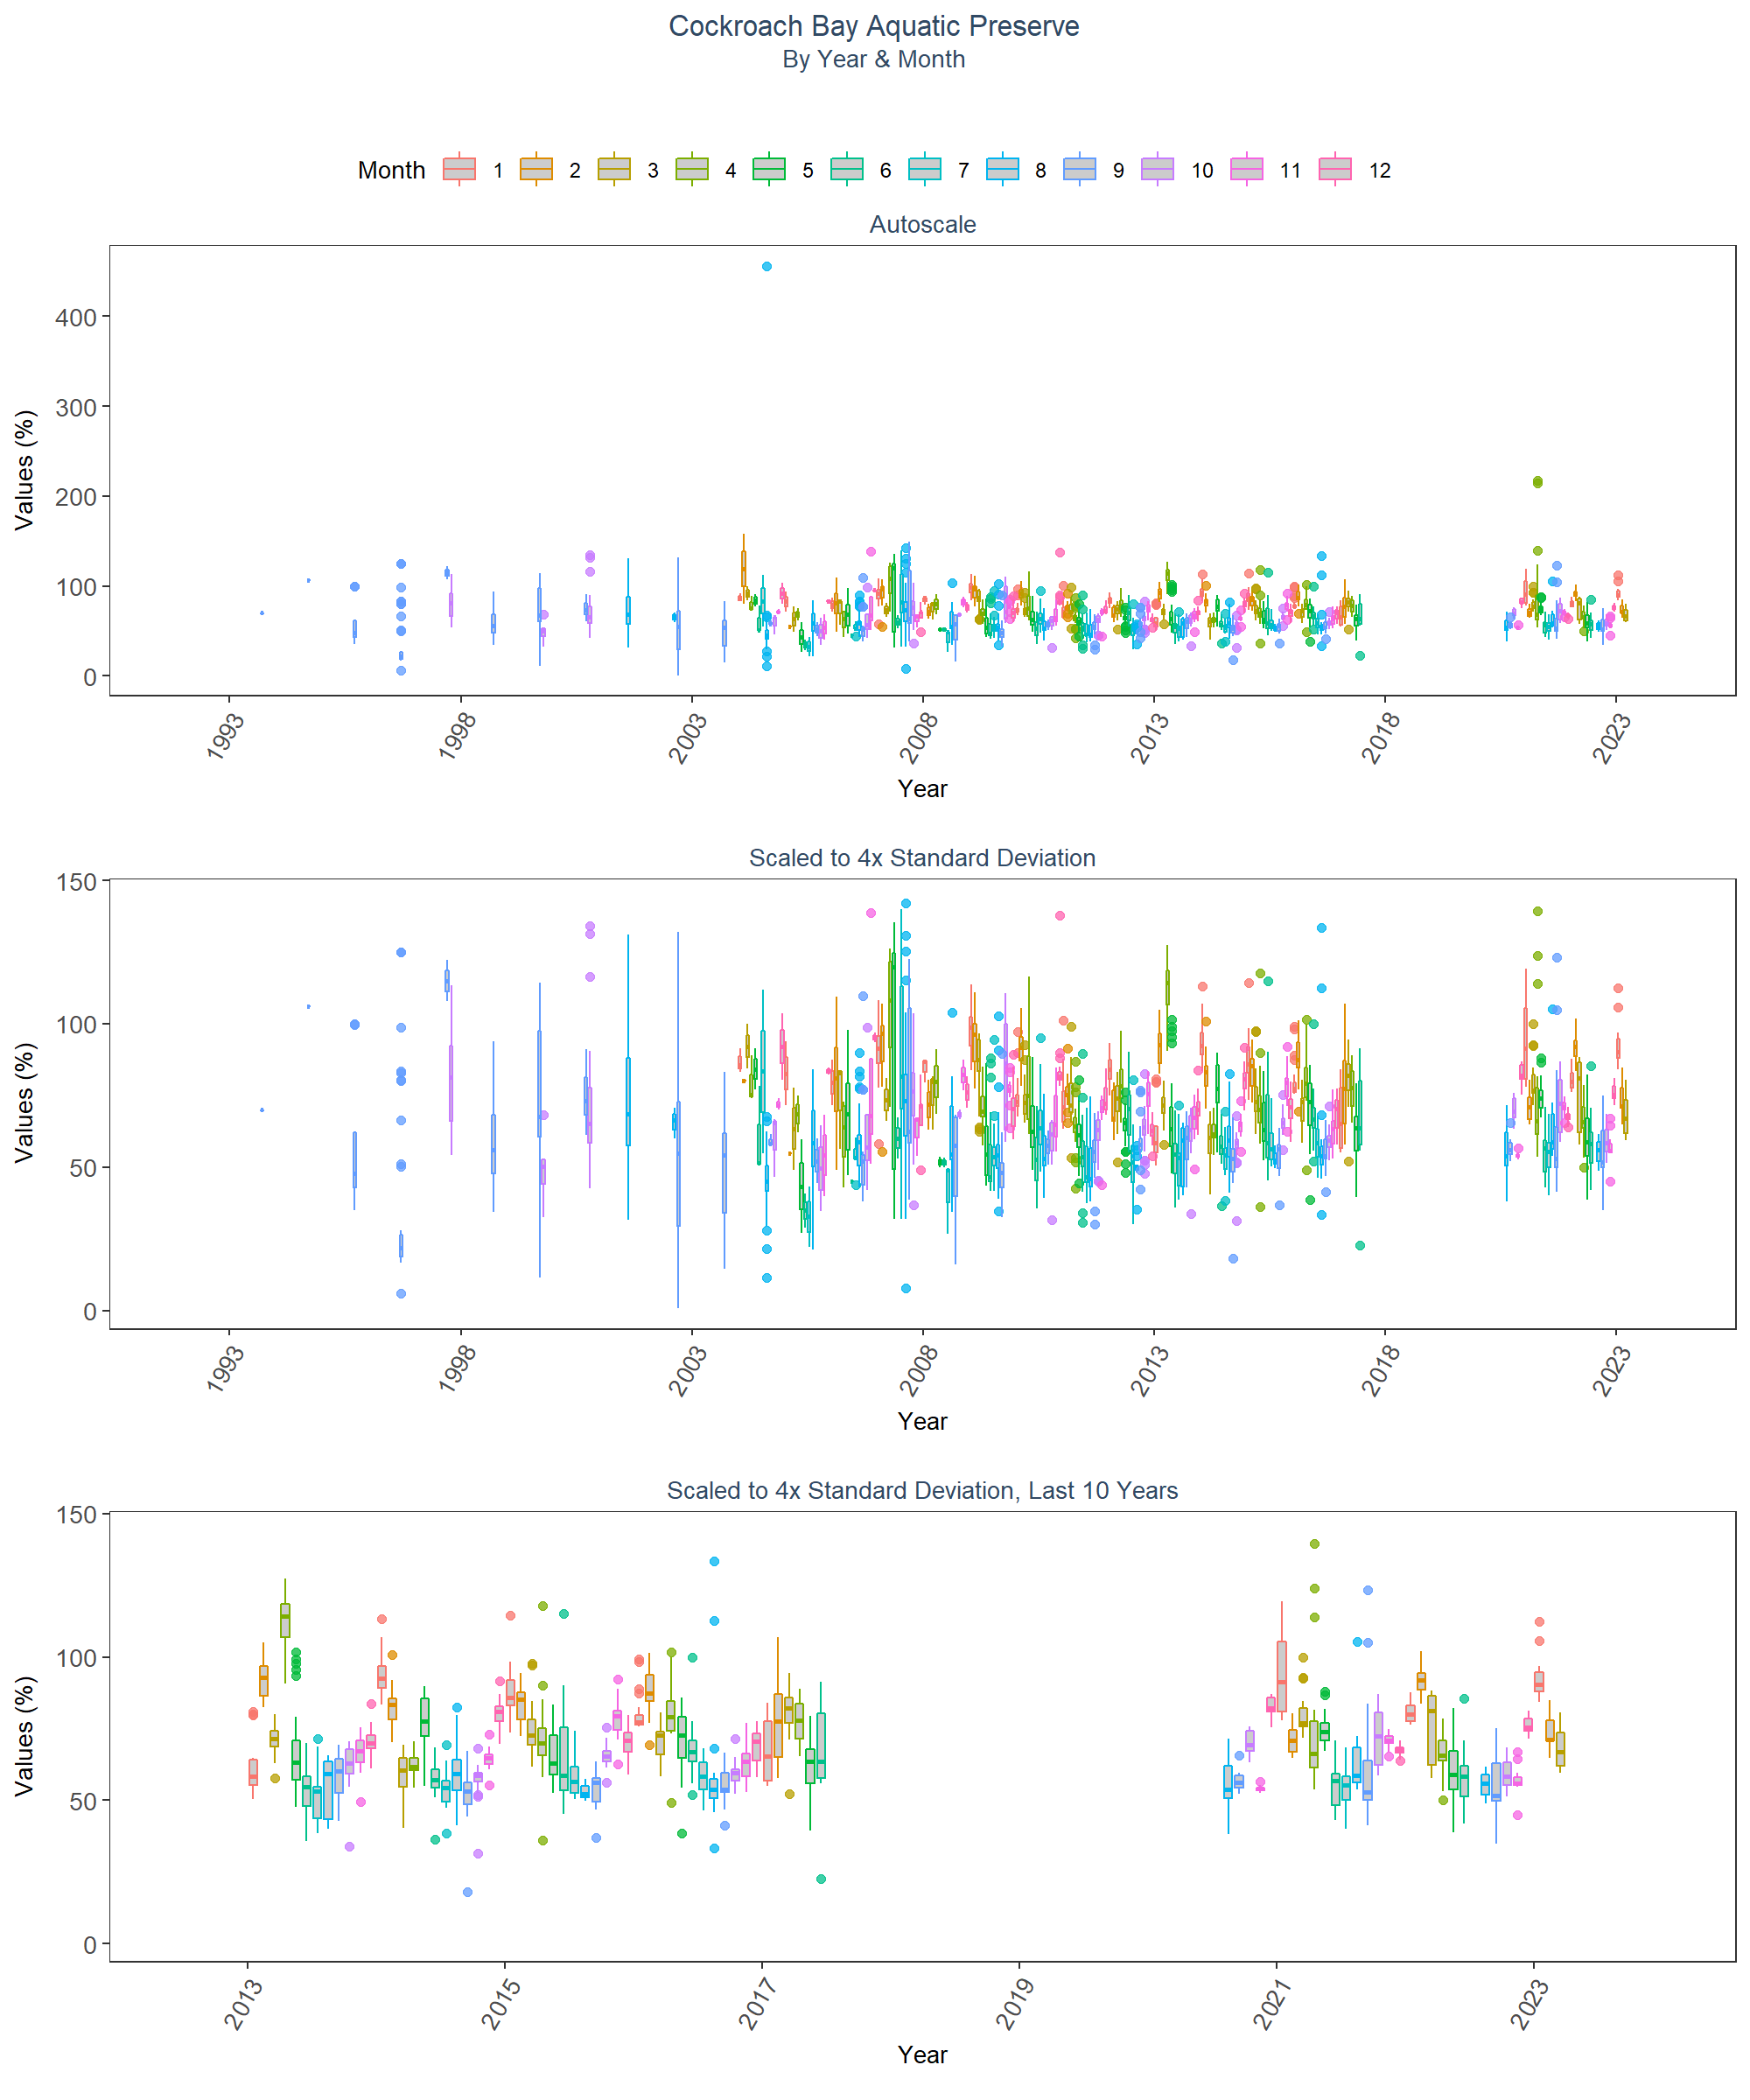 Cockroach Bay Aquatic Preserve
By Year & Month
Month 1 2 3 4 5 6 7 8 9 10 11 12
Autoscale
400
300
200
100
0
Values (%)
1993 1998 2003 2008 2013 2018 2023
Year
Scaled to 4x Standard Deviation
150
100
50
0
Values (%)
1993 1998 2003 2008 2013 2018 2023
Year
Scaled to 4x Standard Deviation, Last 10 Years
150
100
50
0
Values (%)
2013 2015 2017 2019 2021 2023
Year